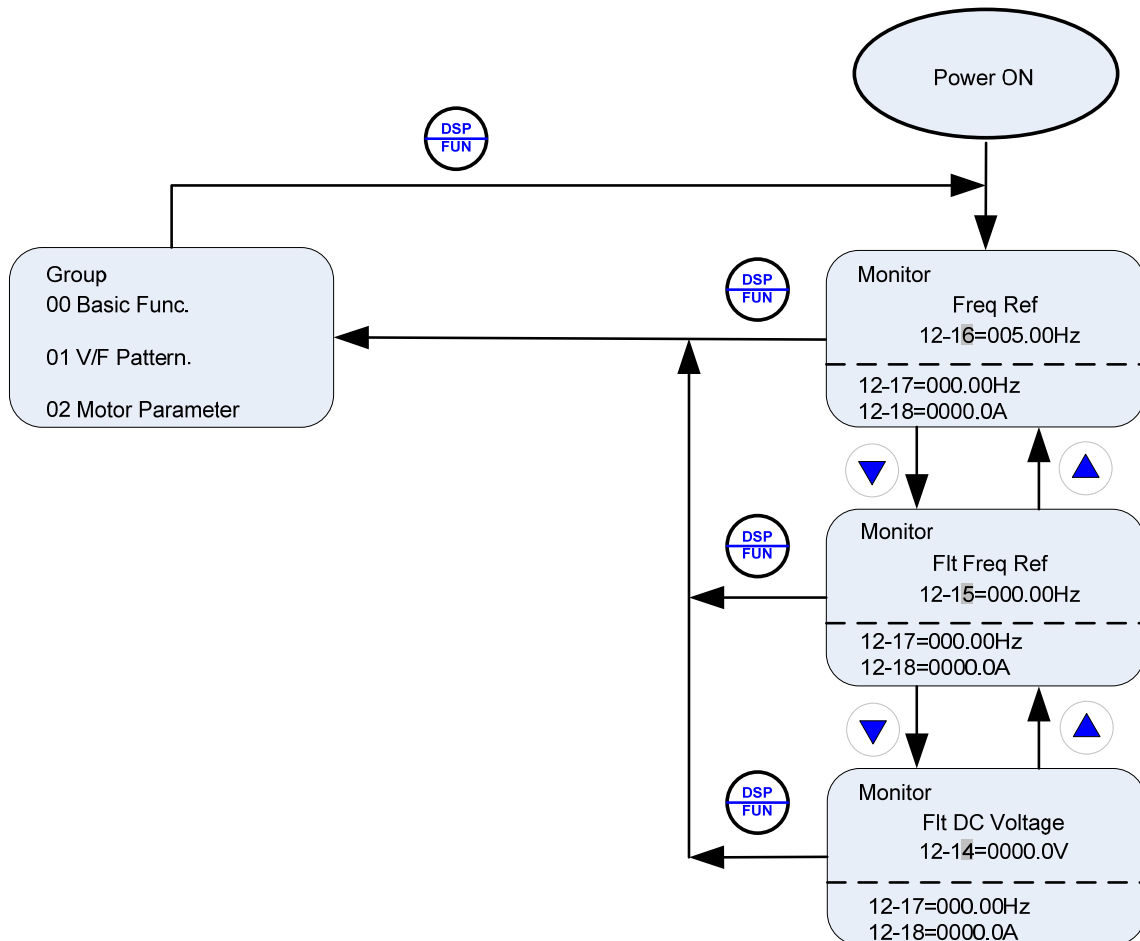 Power ON
DSP
FUN
Group
00 Basic Func.
01 V/F Pattern.
02 Motor Parameter
DSP
FUN
Monitor
Freq Ref
12-16=005.00Hz
12-17=000.00Hz
12-18=0000.0A
DSP
FUN
Monitor
Flt Freq Ref
12-15=000.00Hz
12-17=000.00Hz
12-18=0000.0A
DSP
FUN
Monitor
Flt DC Voltage
12-14=0000.0V
12-17=000.00Hz
12-18=0000.0A